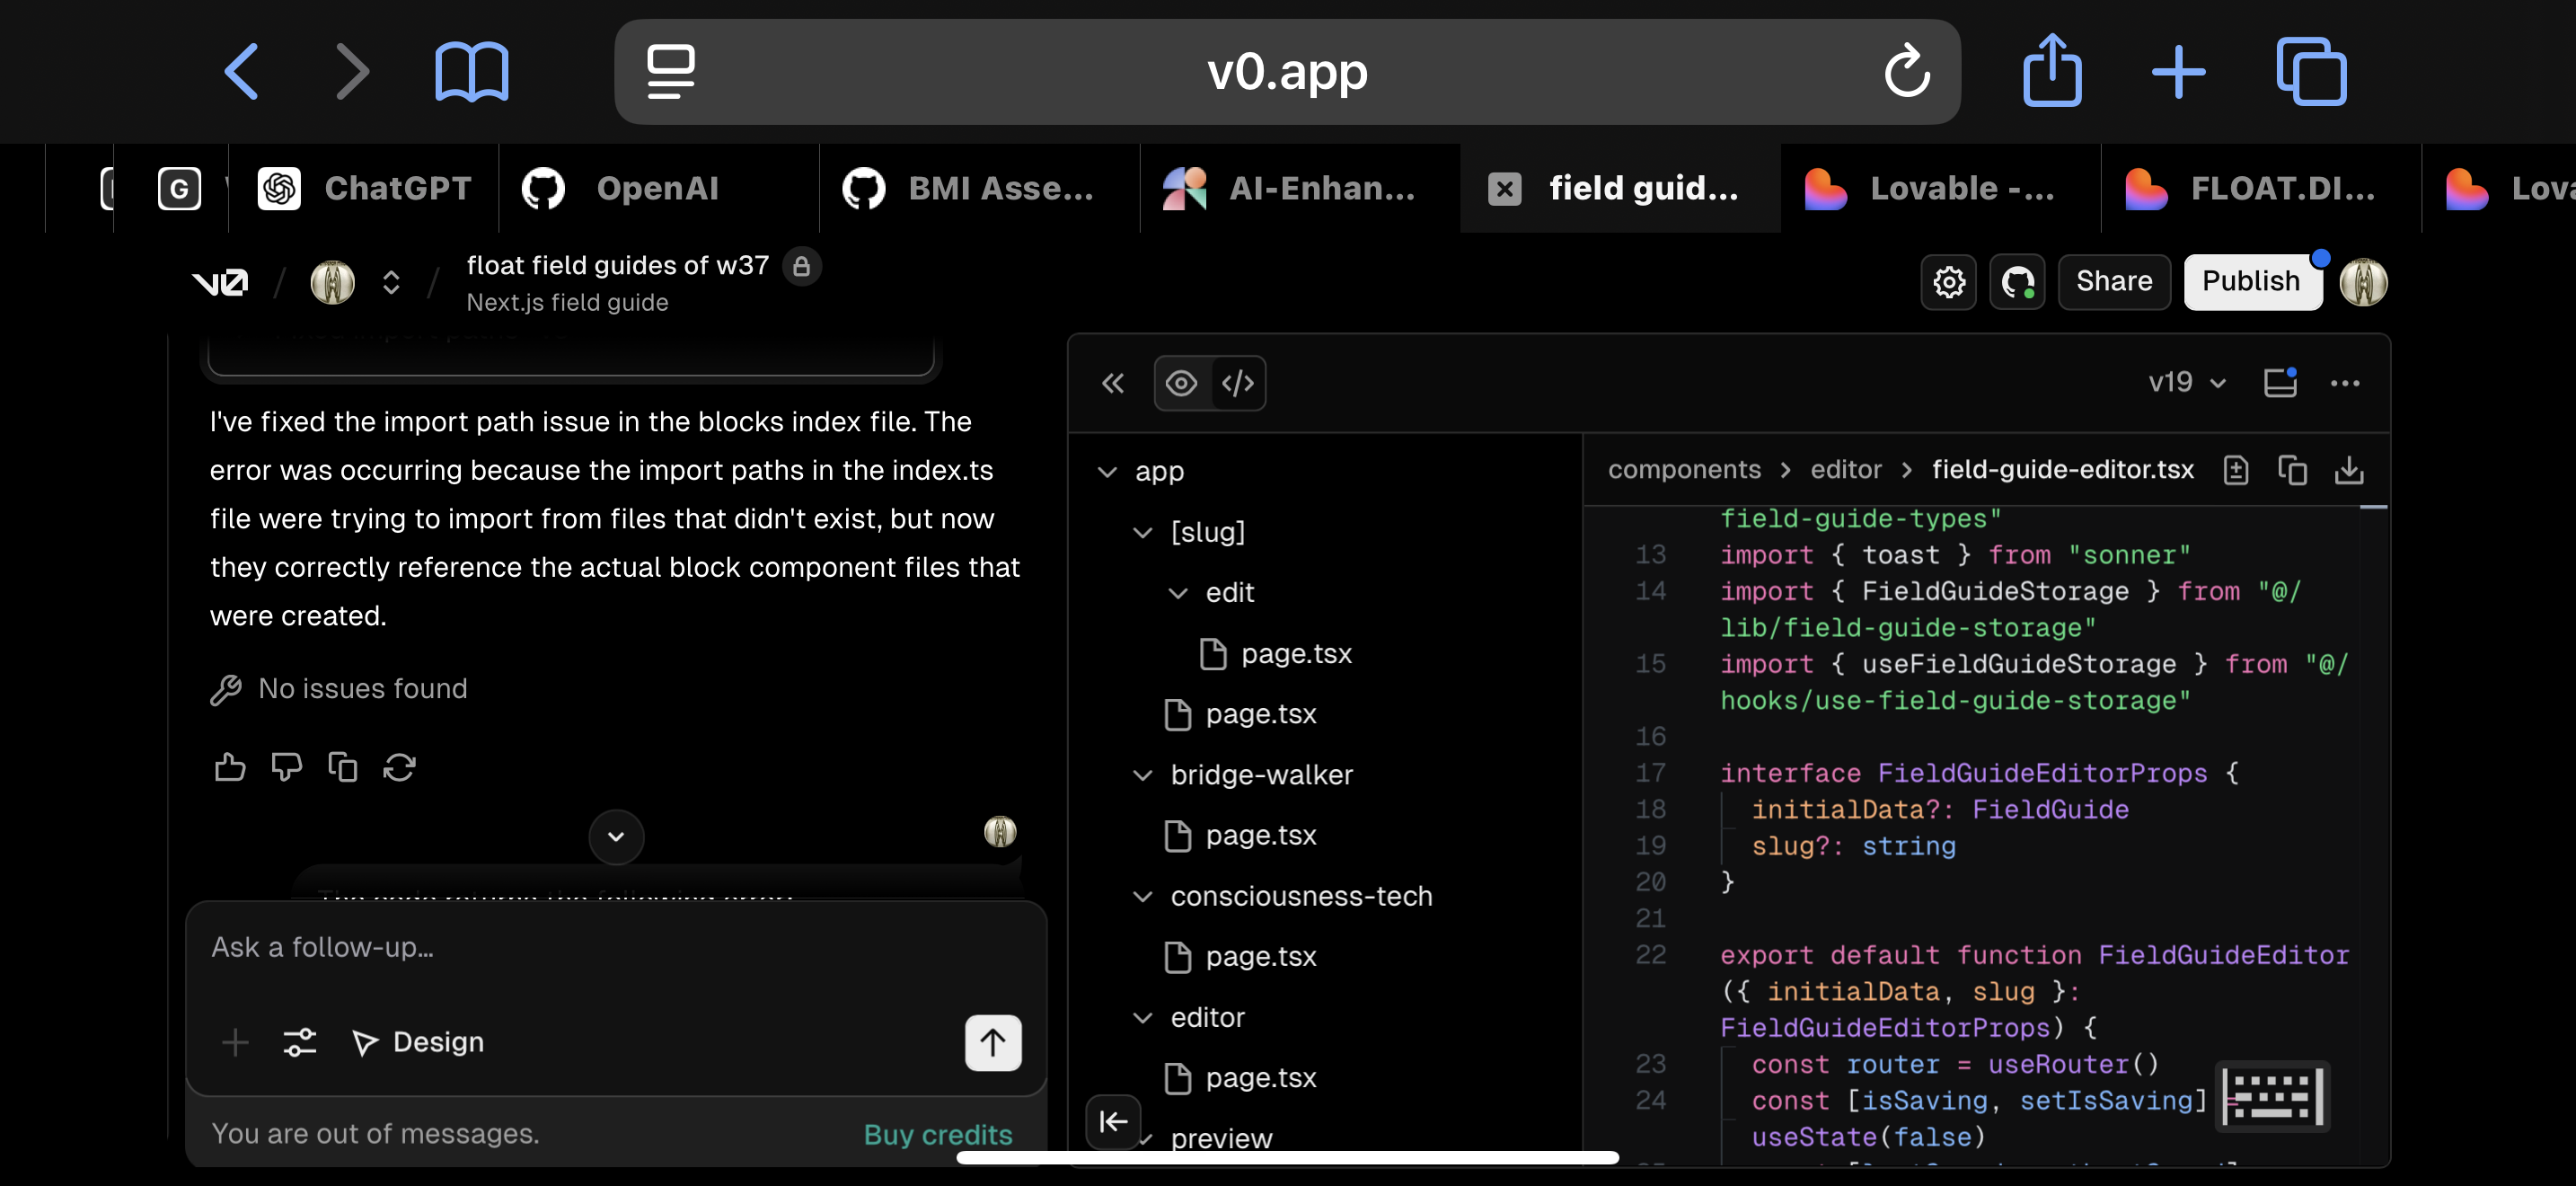 v0.app
G
ChatGPT
OpenAI
BMI Asse...
AI-Enhan...
field guid...
Lovable -...
FLOAT.DI...
Lova
v0
/
/
float field guides of w37
Next.js field guide
Share
Publish
I've fixed the import path issue in the blocks index file. The
error was occurring because the import paths in the index.ts
file were trying to import from files that didn't exist, but now
they correctly reference the actual block component files that
were created.
No issues found
Ask a follow-up...
Design
You are out of messages.
Buy credits
v19
app
[slug]
edit
page.tsx
page.tsx
bridge-walker
page.tsx
consciousness-tech
page.tsx
editor
page.tsx
preview
components > editor > field-guide-editor.tsx
field-guide-types"
13 import { toast } from "sonner"
14 import { FieldGuideStorage } from "@/
lib/field-guide-storage"
15 import { useFieldGuideStorage } from "@/
hooks/use-field-guide-storage"
16
17 interface FieldGuideEditorProps {
18 initialData?: FieldGuide
19 slug?: string
20 }
21
22 export default function FieldGuideEditor
({ initialData, slug }:
FieldGuideEditorProps) {
23 const router = useRouter()
24 const [isSaving, setIsSaving] =
useState(false)